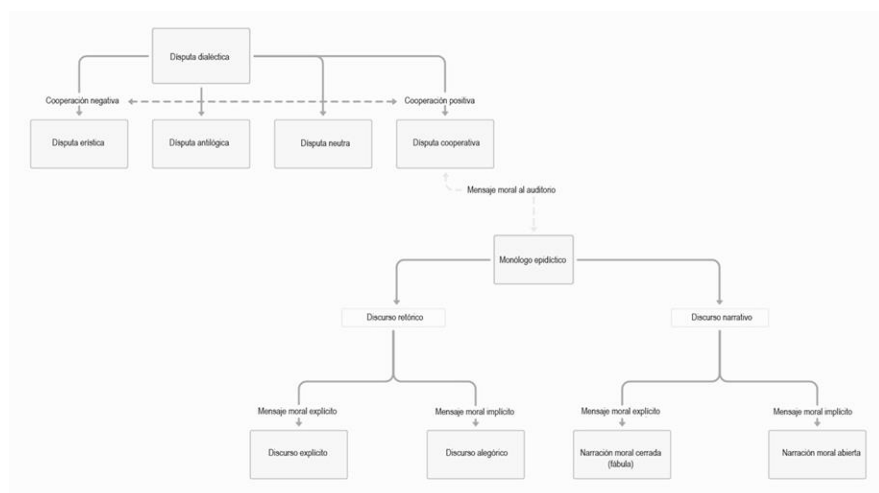 Disputa dialéctica
Cooperación negativa
Cooperación positiva
Disputa erística
Disputa antilógica
Disputa neutra
Disputa cooperativa
Mensaje moral al auditorio
Monólogo epidíctico
Discurso retórico
Discurso narrativo
Mensaje moral explícito
Mensaje moral implícito
Mensaje moral explícito
Mensaje moral implícito
Discurso explícito
Discurso alegórico
Narración moral cerrada
(fábula)
Narración moral abierta